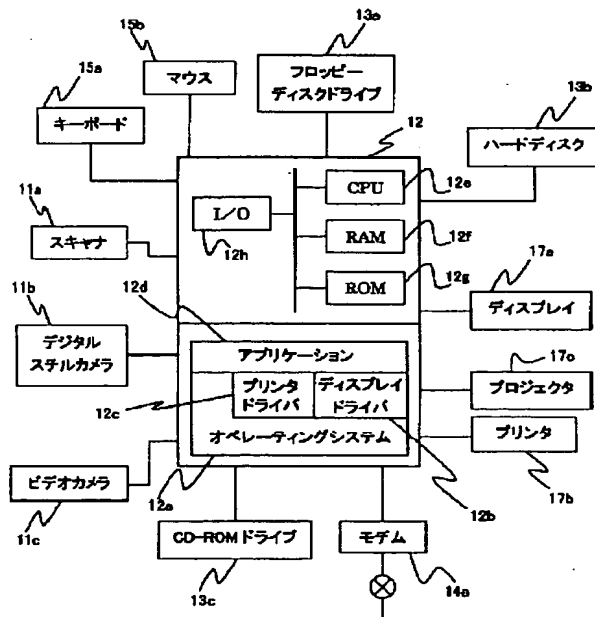 13a
15b
マウス
フロッピー
ディスクドライブ
15a
キーボード
12
13b
ハードディスク
CPU
12e
I/O
12h
RAM
12f
ROM
12g
11a
スキャナ
11b
デジタル
スチルカメラ
17a
ディスプレイ
12d
アプリケーション
12c
プリンタ
ドライバ
ディスプレイ
ドライバ
オペレーティングシステム
17c
プロジェクタ
プリンタ
17b
ビデオカメラ
11c
12a
12b
CD-ROMドライブ
13c
モデム
14a